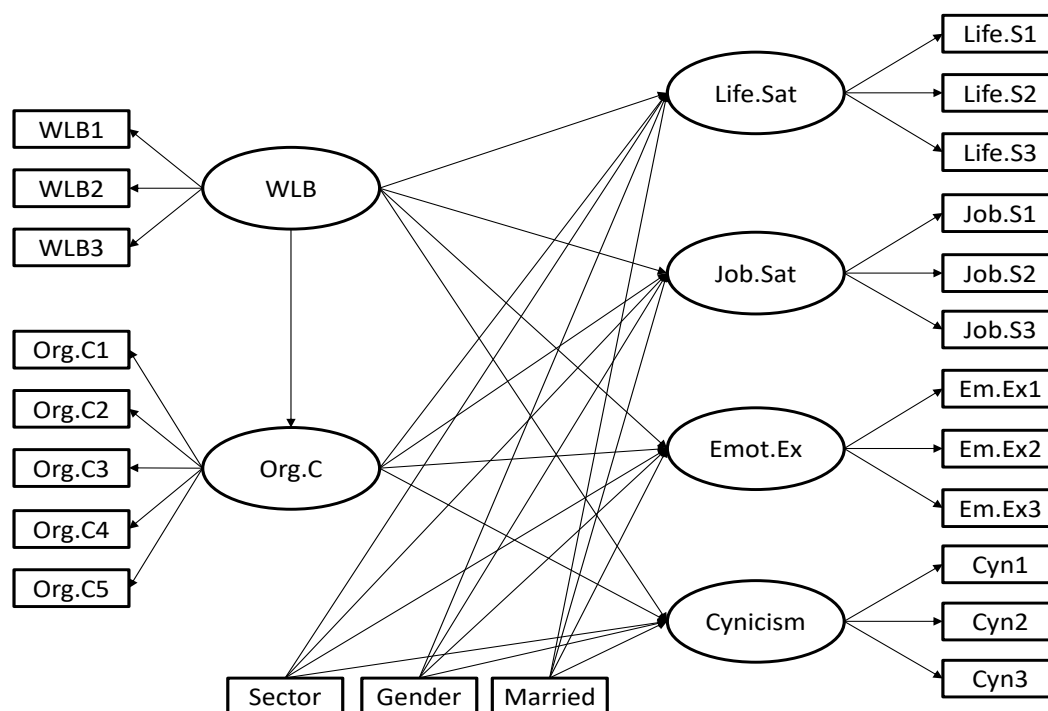 WLB1
WLB2
WLB3
WLB
Org.C1
Org.C2
Org.C3
Org.C4
Org.C5
Org.C
Sector
Gender
Married
Life.Sat
Life.S1
Life.S2
Life.S3
Job.Sat
Job.S1
Job.S2
Job.S3
Emot.Ex
Em.Ex1
Em.Ex2
Em.Ex3
Cynicism
Cyn1
Cyn2
Cyn3